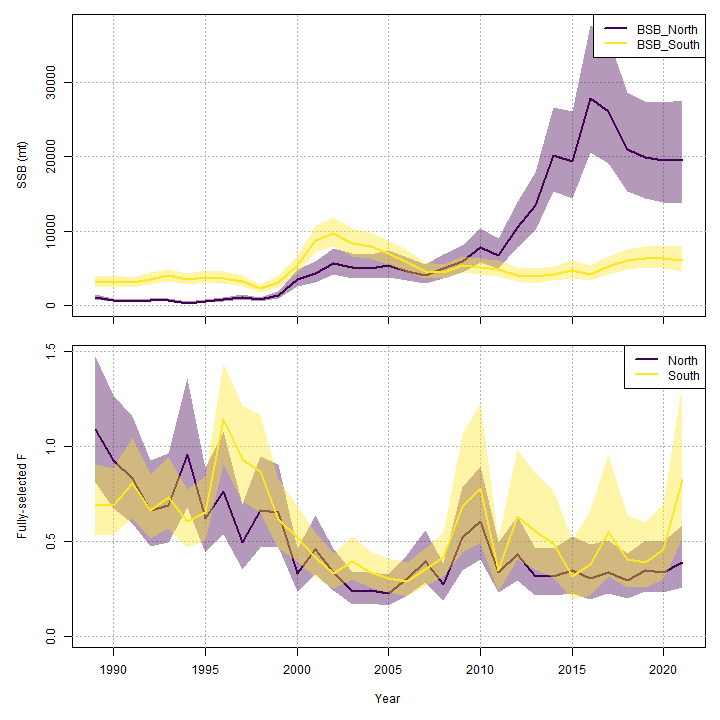 BSB_North
BSB_South
SSB (mt)
30000
20000
10000
0
North
South
Fully-selected F
1.5
1.0
0.5
0.0
1990 1995 2000 2005 2010 2015 2020
Year